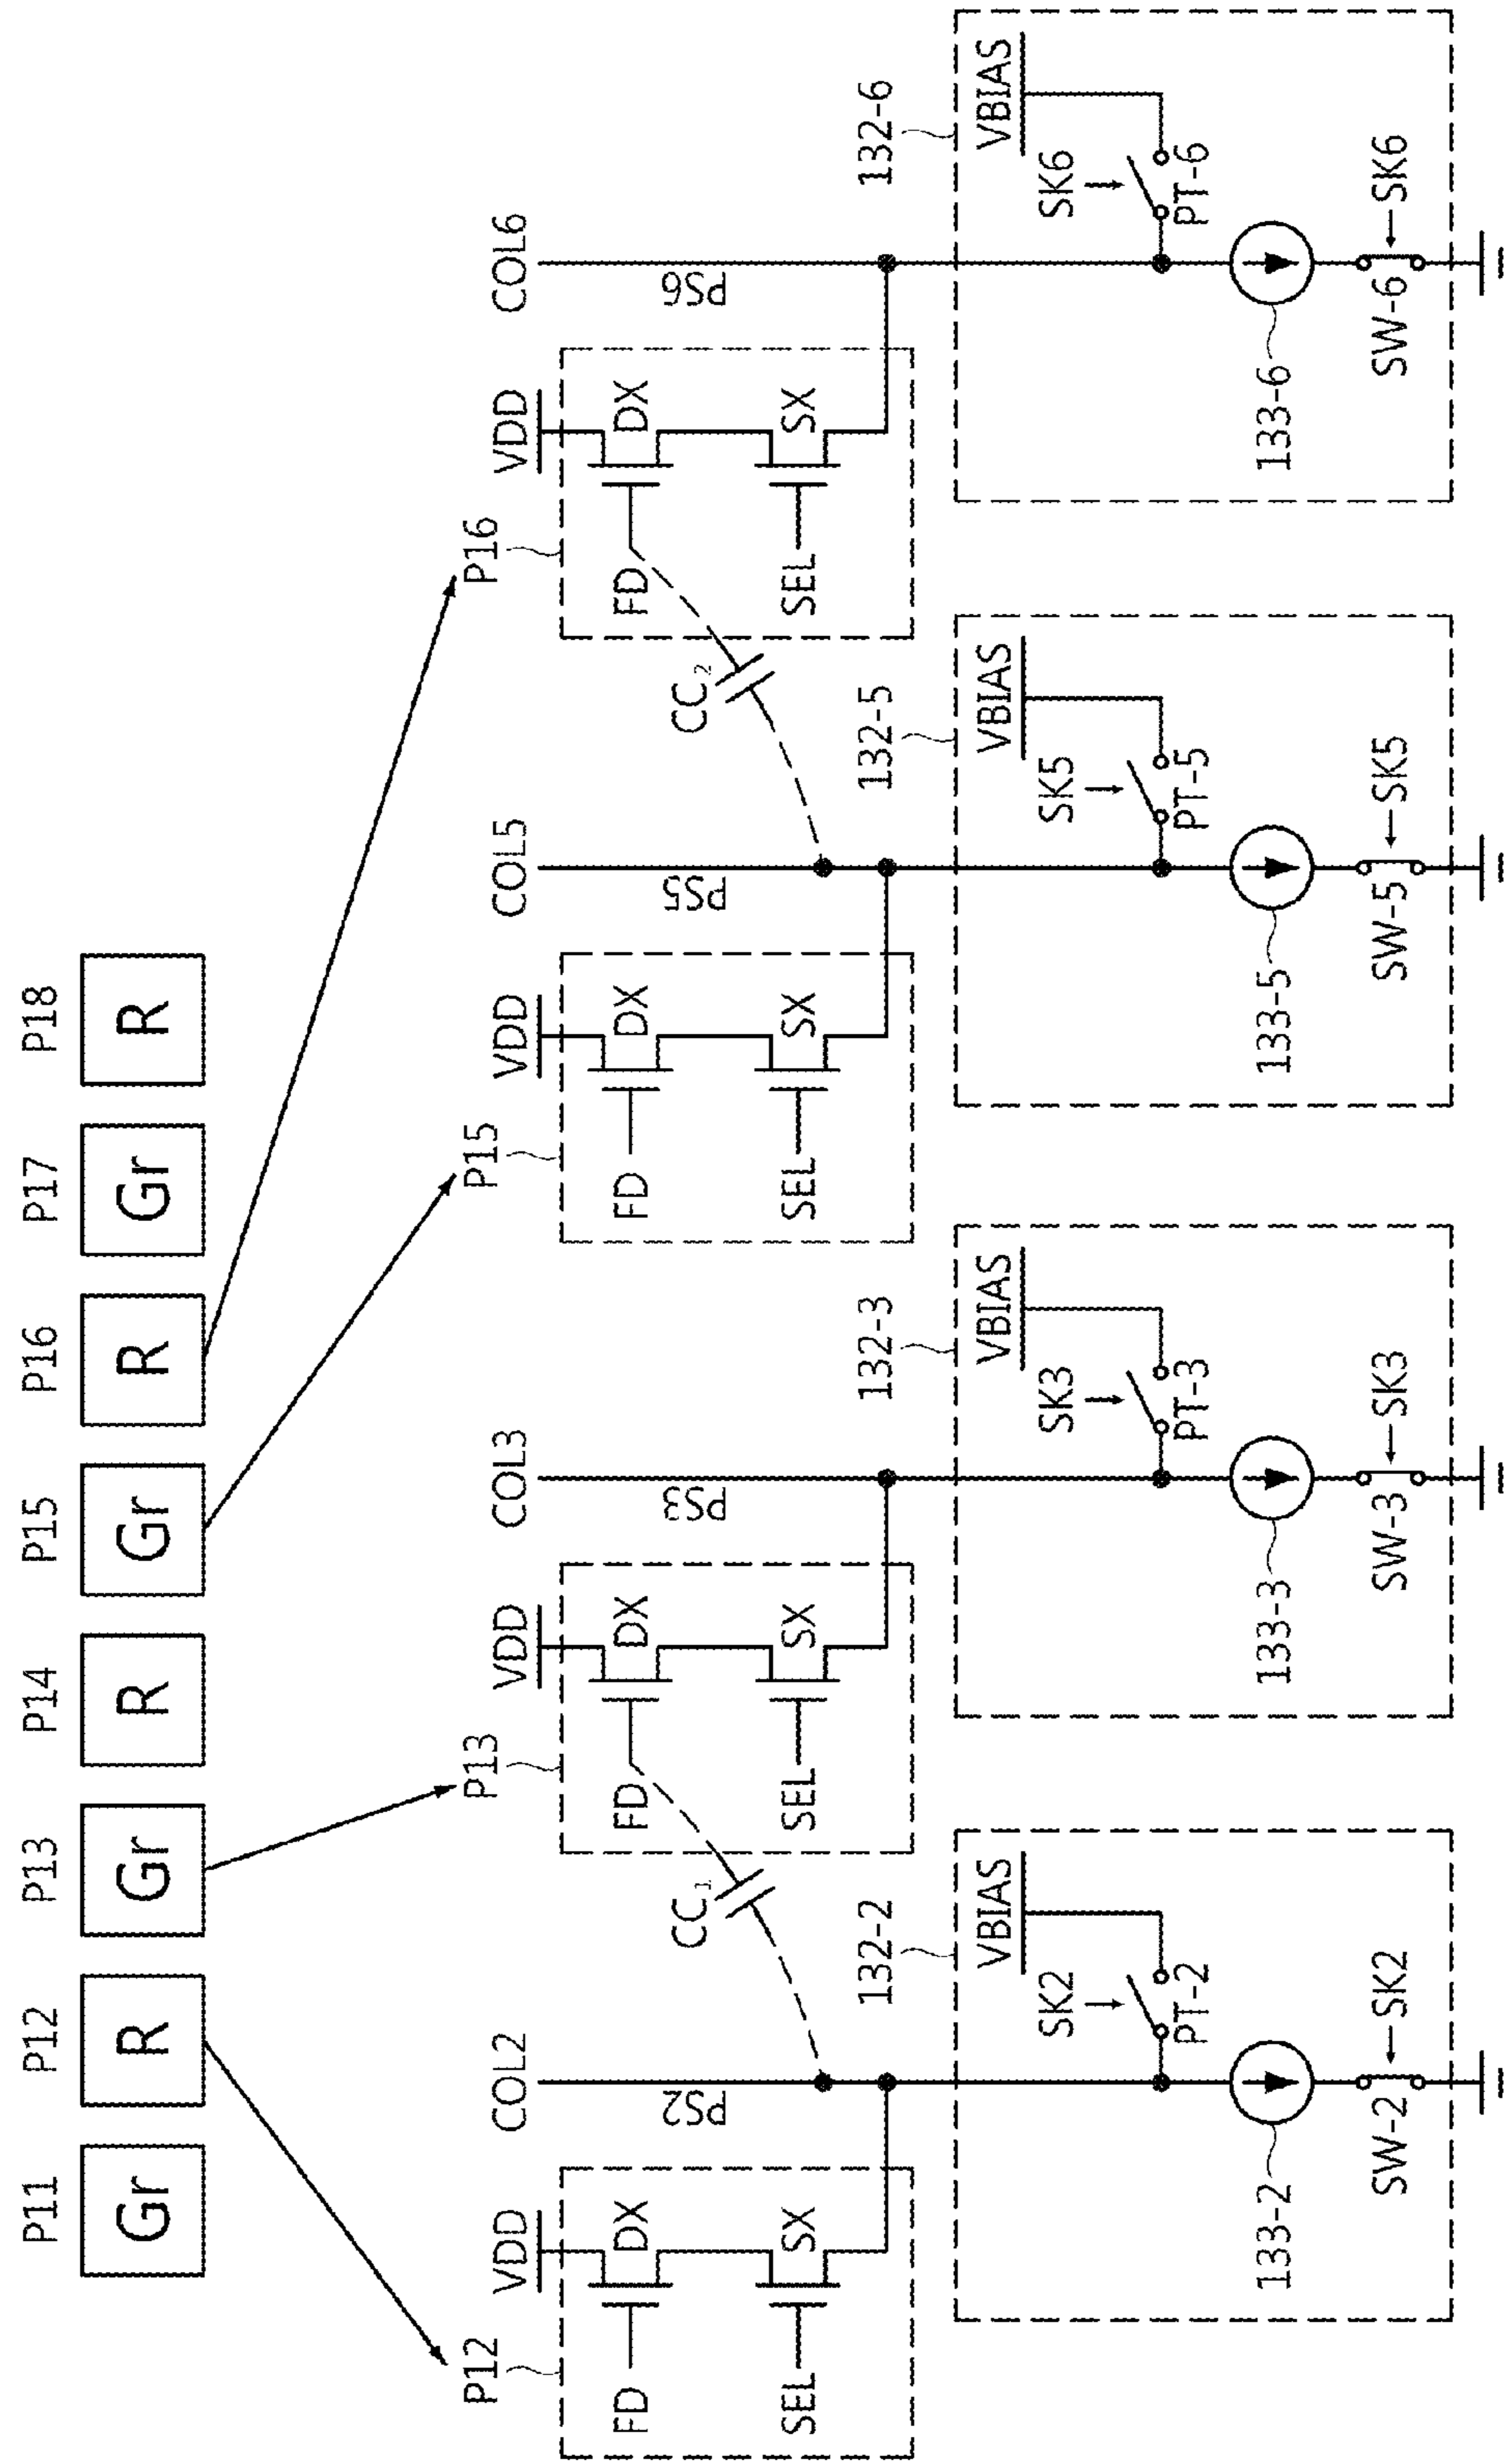 P11 P12 P13 P14 P15 P16 P17 P18
Gr R Gr R Gr R Gr R
P12 P13 P15 P16
VDD COL2 VDD COL3 VDD COL5 VDD COL6
FD DX FD DX FD DX FD DX
PS2 PS3 PS5 PS6
CC1 CC2
SEL SX SEL SX SEL SX SEL SX
132-2 132-3 132-5 132-6
VBIAS VBIAS VBIAS VBIAS
SK2 SK3 SK5 SK6
PT-2 PT-3 PT-5 PT-6
133-2 133-3 133-5 133-6
SW-2 SK2 SW-3 SK3 SW-5 SK5 SW-6 SK6